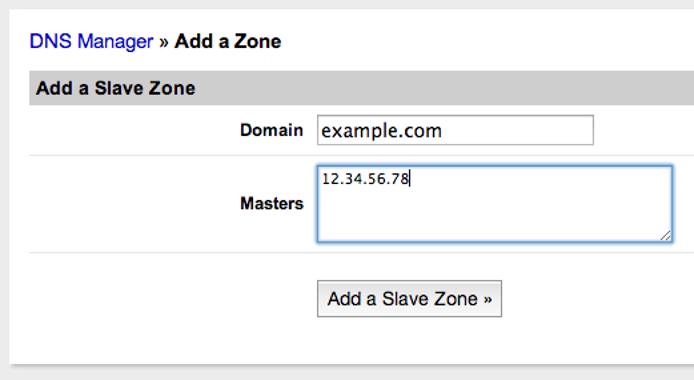 DNS Manager » Add a Zone
Add a Slave Zone
Domain example.com
Masters 12.34.56.78
Add a Slave Zone »